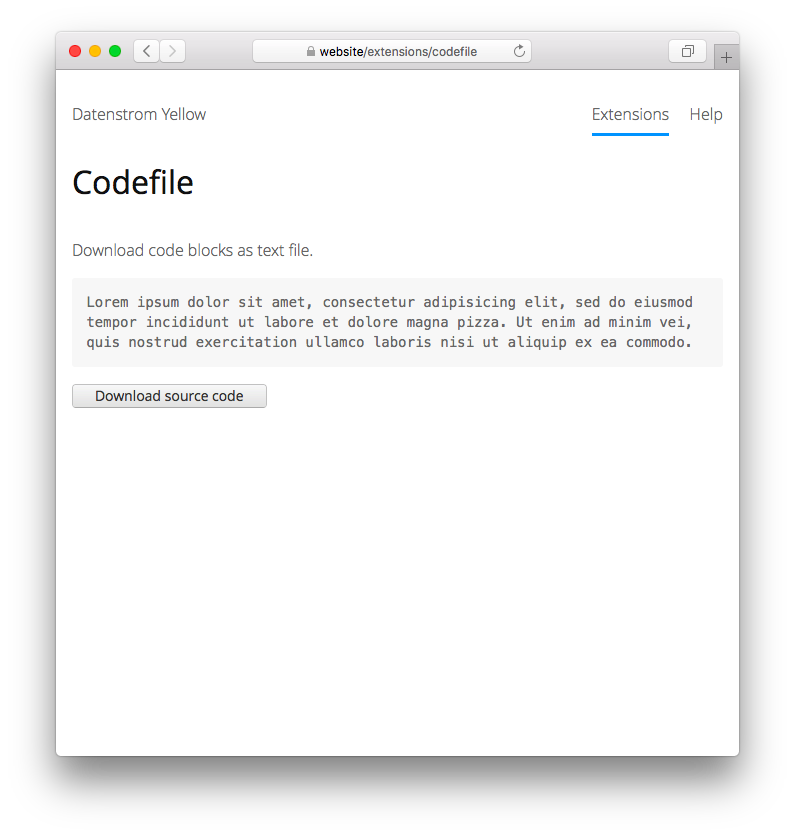 website/extensions/codefile
Datenstrom Yellow
Extensions
Help
Codefile
Download code blocks as text file.
Lorem ipsum dolor sit amet, consectetur adipisicing elit, sed do eiusmod
tempor incididunt ut labore et dolore magna pizza. Ut enim ad minim vei,
quis nostrud exercitation ullamco laboris nisi ut aliquip ex ea commodo.
Download source code